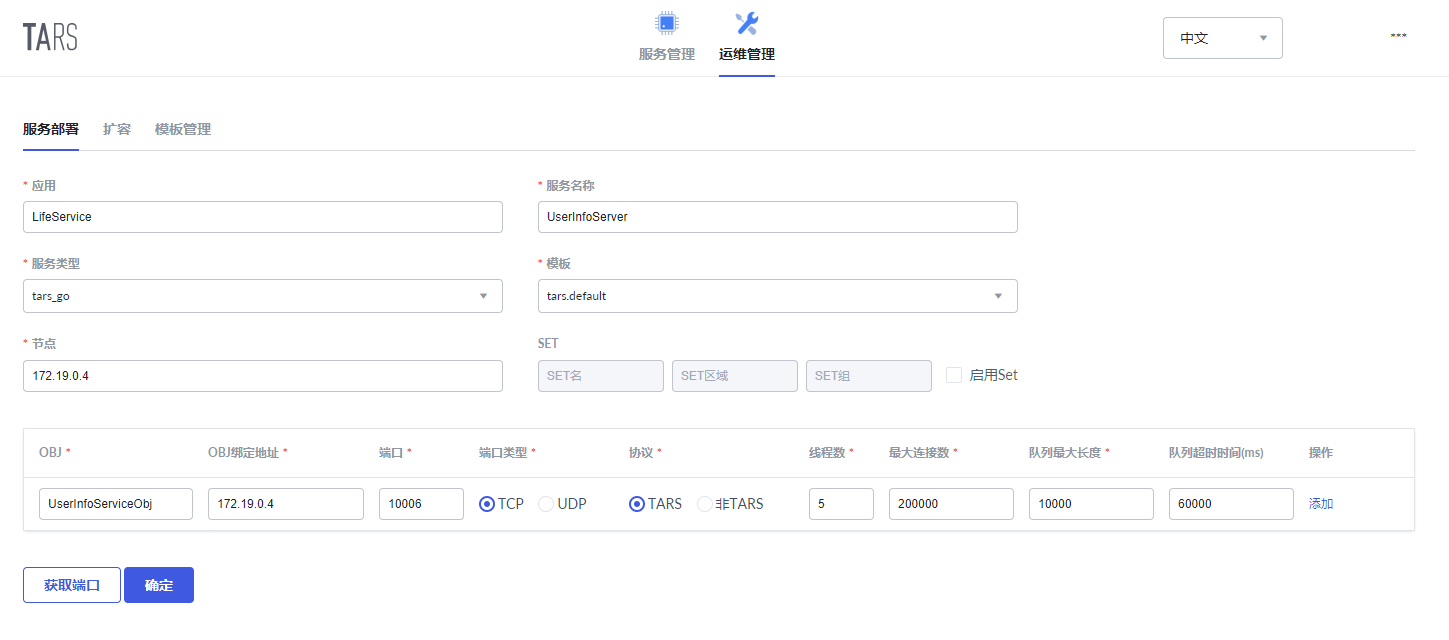 TARS
服务管理 运维管理 中文 ***
服务部署 扩容 模板管理
* 应用 * 服务名称
LifeService UserInfoServer
* 服务类型 * 模板
tars_go tars.default
* 节点 SET
172.19.0.4 SET名 SET区域 SET组 启用Set
OBJ * OBJ绑定地址 * 端口 * 端口类型 * 协议 * 线程数 * 最大连接数 * 队列最大长度 * 队列超时时间(ms) 操作
UserInfoServiceObj 172.19.0.4 10006 TCP UDP TARS 非TARS 5 200000 10000 60000 添加
获取端口 确定